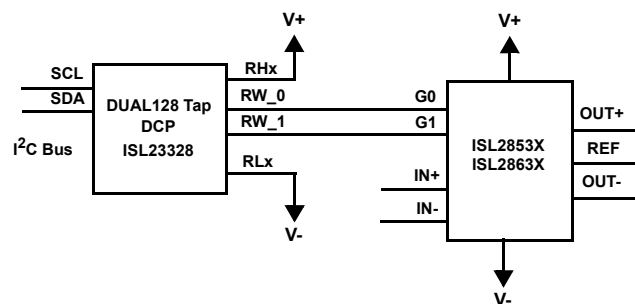 V+
V+
SCL
SDA
I²C Bus
DUAL128 Tap
DCP
ISL23328
RHx
RW_0
RW_1
RLx
V-
G0
G1
IN+
IN-
ISL2853X
ISL2863X
OUT+
REF
OUT-
V-